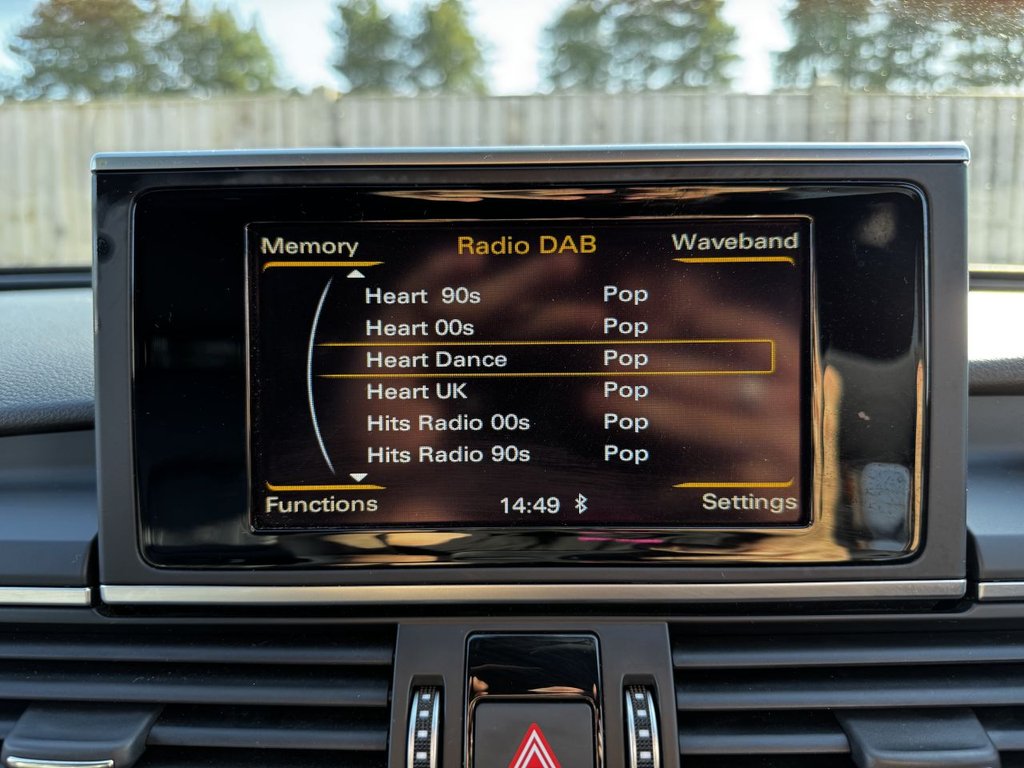 Memory Radio DAB Waveband
Heart 90s Pop
Heart 00s Pop
Heart Dance Pop
Heart UK Pop
Hits Radio 00s Pop
Hits Radio 90s Pop
Functions 14:49 Settings